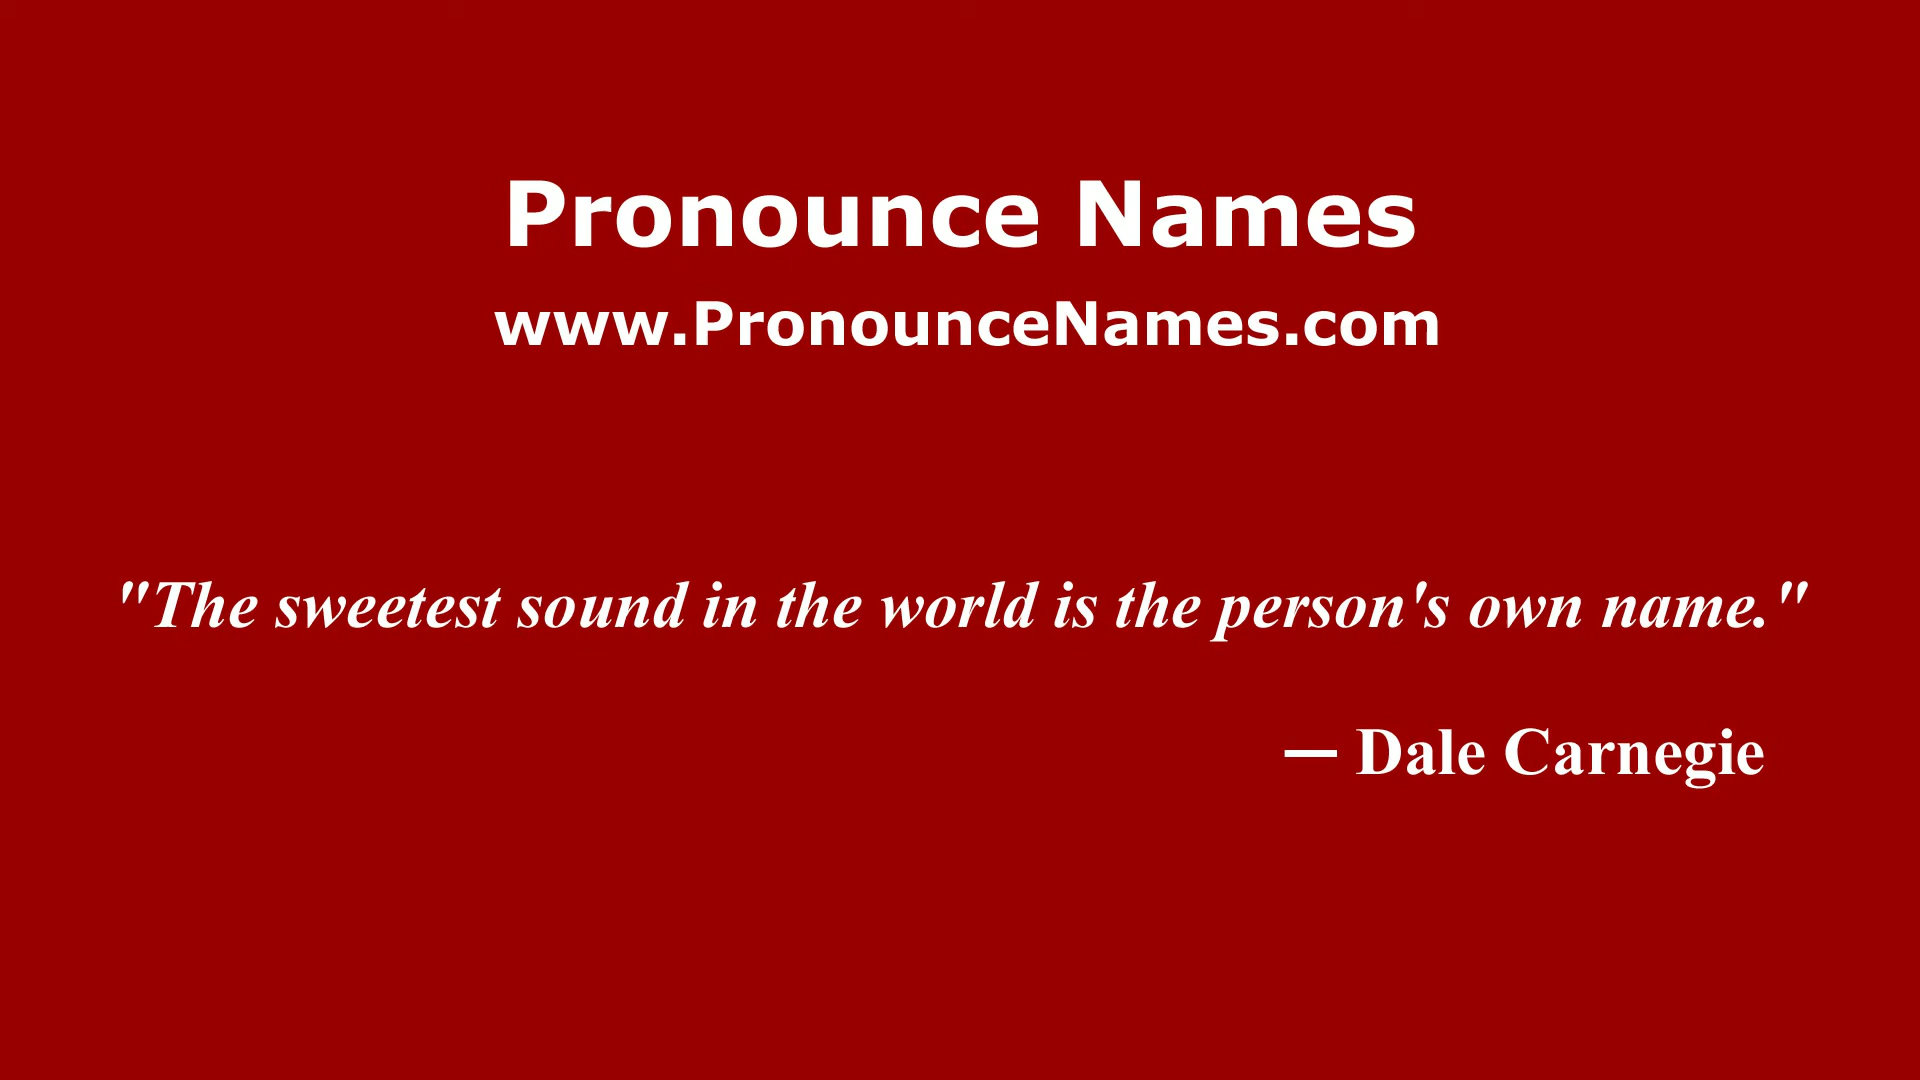 Pronounce Names
www.PronounceNames.com
"The sweetest sound in the world is the person's own name."
— Dale Carnegie